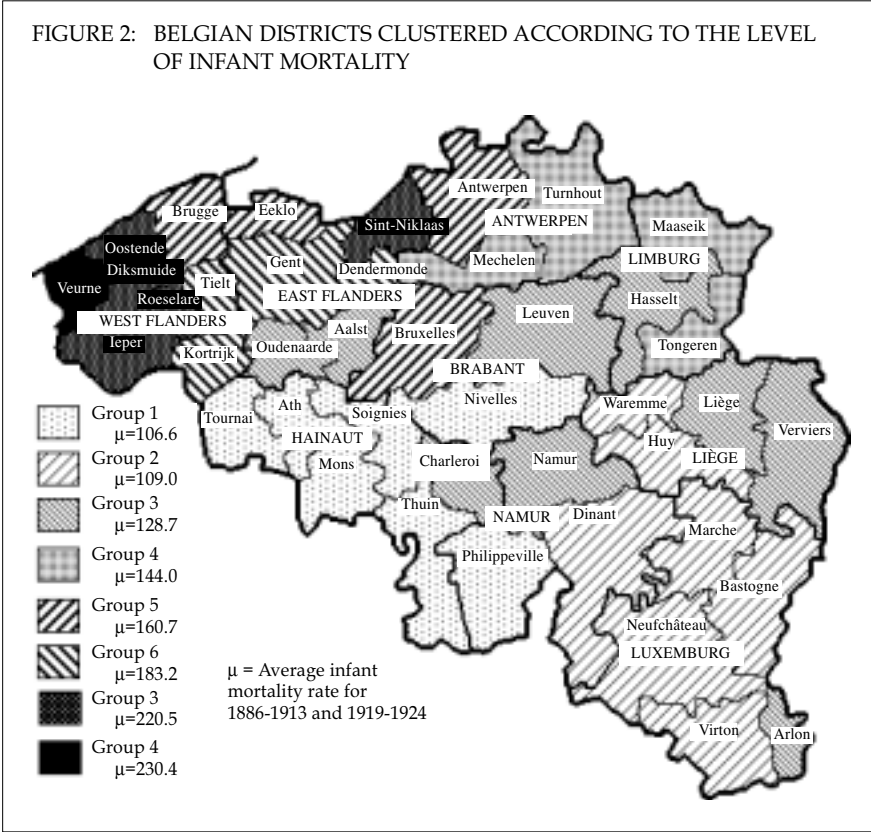 FIGURE 2: BELGIAN DISTRICTS CLUSTERED ACCORDING TO THE LEVEL
OF INFANT MORTALITY
Antwerpen
Turnhout
Brugge
Eeklo
Sint-Niklaas
ANTWERPEN
Maaseik
Oostende
Gent
Mechelen
LIMBURG
Diksmuide
Dendermonde
Veurne
Tielt
Roeselare
EAST FLANDERS
Hasselt
WEST FLANDERS
Aalst
Bruxelles
Leuven
Ieper
Kortrijk
Oudenaarde
Tongeren
BRABANT
Nivelles
Waremme
Liège
Tournai
Ath
Soignies
Verviers
HAINAUT
Huy
LIÈGE
Mons
Charleroi
Namur
Thuin
NAMUR
Dinant
Marche
Philippeville
Bastogne
Neufchâteau
LUXEMBURG
Virton
Arlon
Group 1
μ=106.6
Group 2
μ=109.0
Group 3
μ=128.7
Group 4
μ=144.0
Group 5
μ=160.7
Group 6
μ=183.2
Group 3
μ=220.5
Group 4
μ=230.4
μ = Average infant
mortality rate for
1886-1913 and 1919-1924